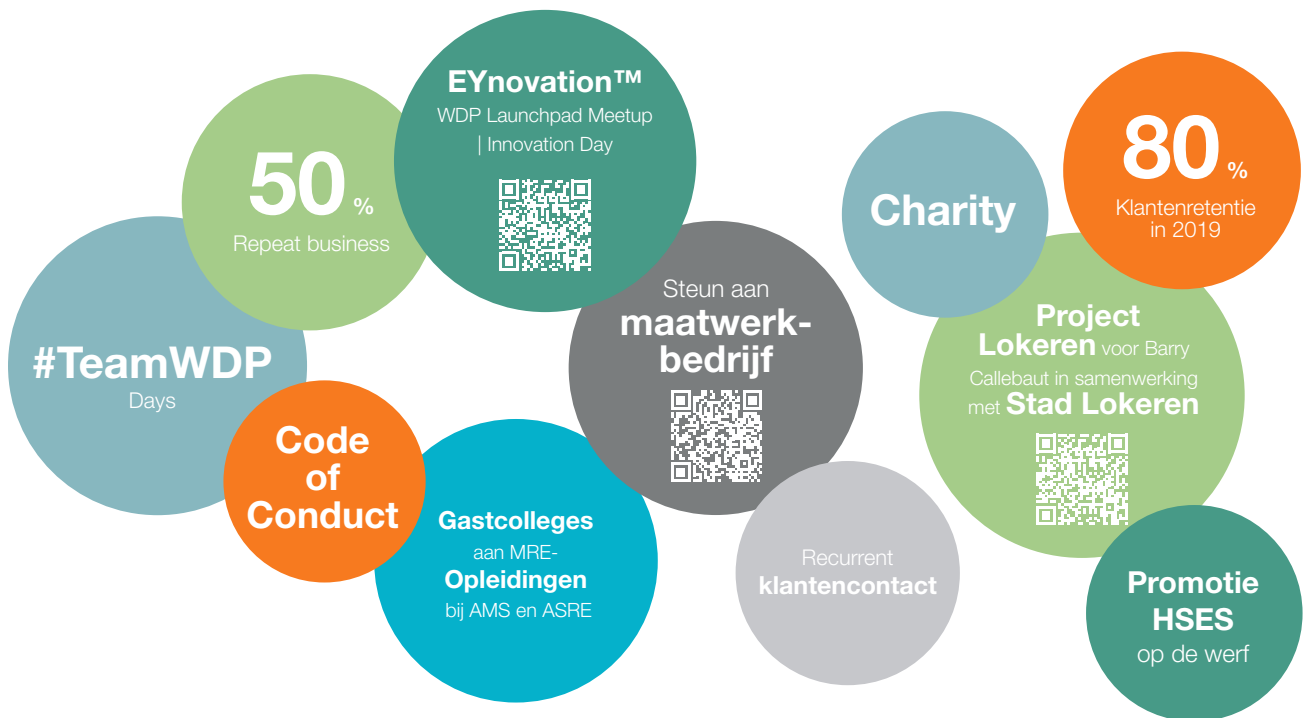 EYnovation™
WDP Launchpad Meetup
| Innovation Day
50 %
Repeat business
#TeamWDP
Days
Code
of
Conduct
Gastcolleges
aan MRE-
Opleidingen
bij AMS en ASRE
Steun aan
maatwerk-
bedrijf
Recurrent
klantencontact
Charity
80 %
Klantenretentie
in 2019
Project
Lokeren voor Barry
Callebaut in samenwerking
met Stad Lokeren
Promotie
HSES
op de werf